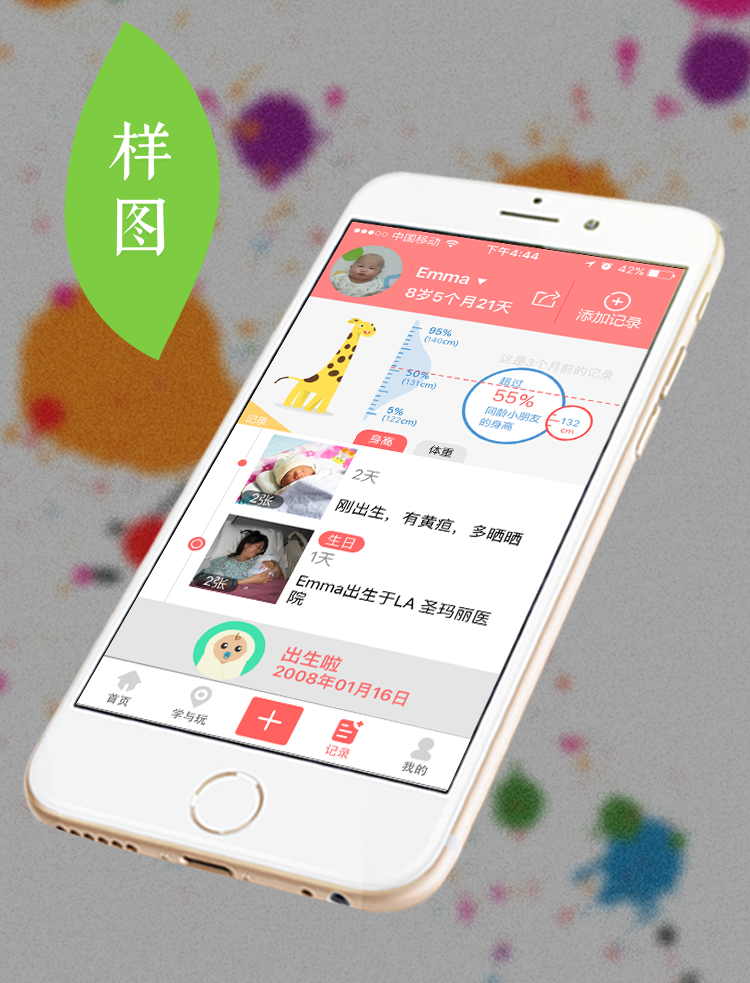 样
图
中国移动
下午4:44
42%
Emma
8岁5个月21天
添加记录
95%
(140cm)
50%
(131cm)
5%
(122cm)
这是3个月前的记录
超过
55%
同龄小朋友
的身高
132
cm
记录
身高
体重
2张
2天
刚出生，有黄疸，多晒晒
2张
生日
1天
Emma出生于LA 圣玛丽医
院
出生啦
2008年01月16日
首页
学与玩
记录
我的